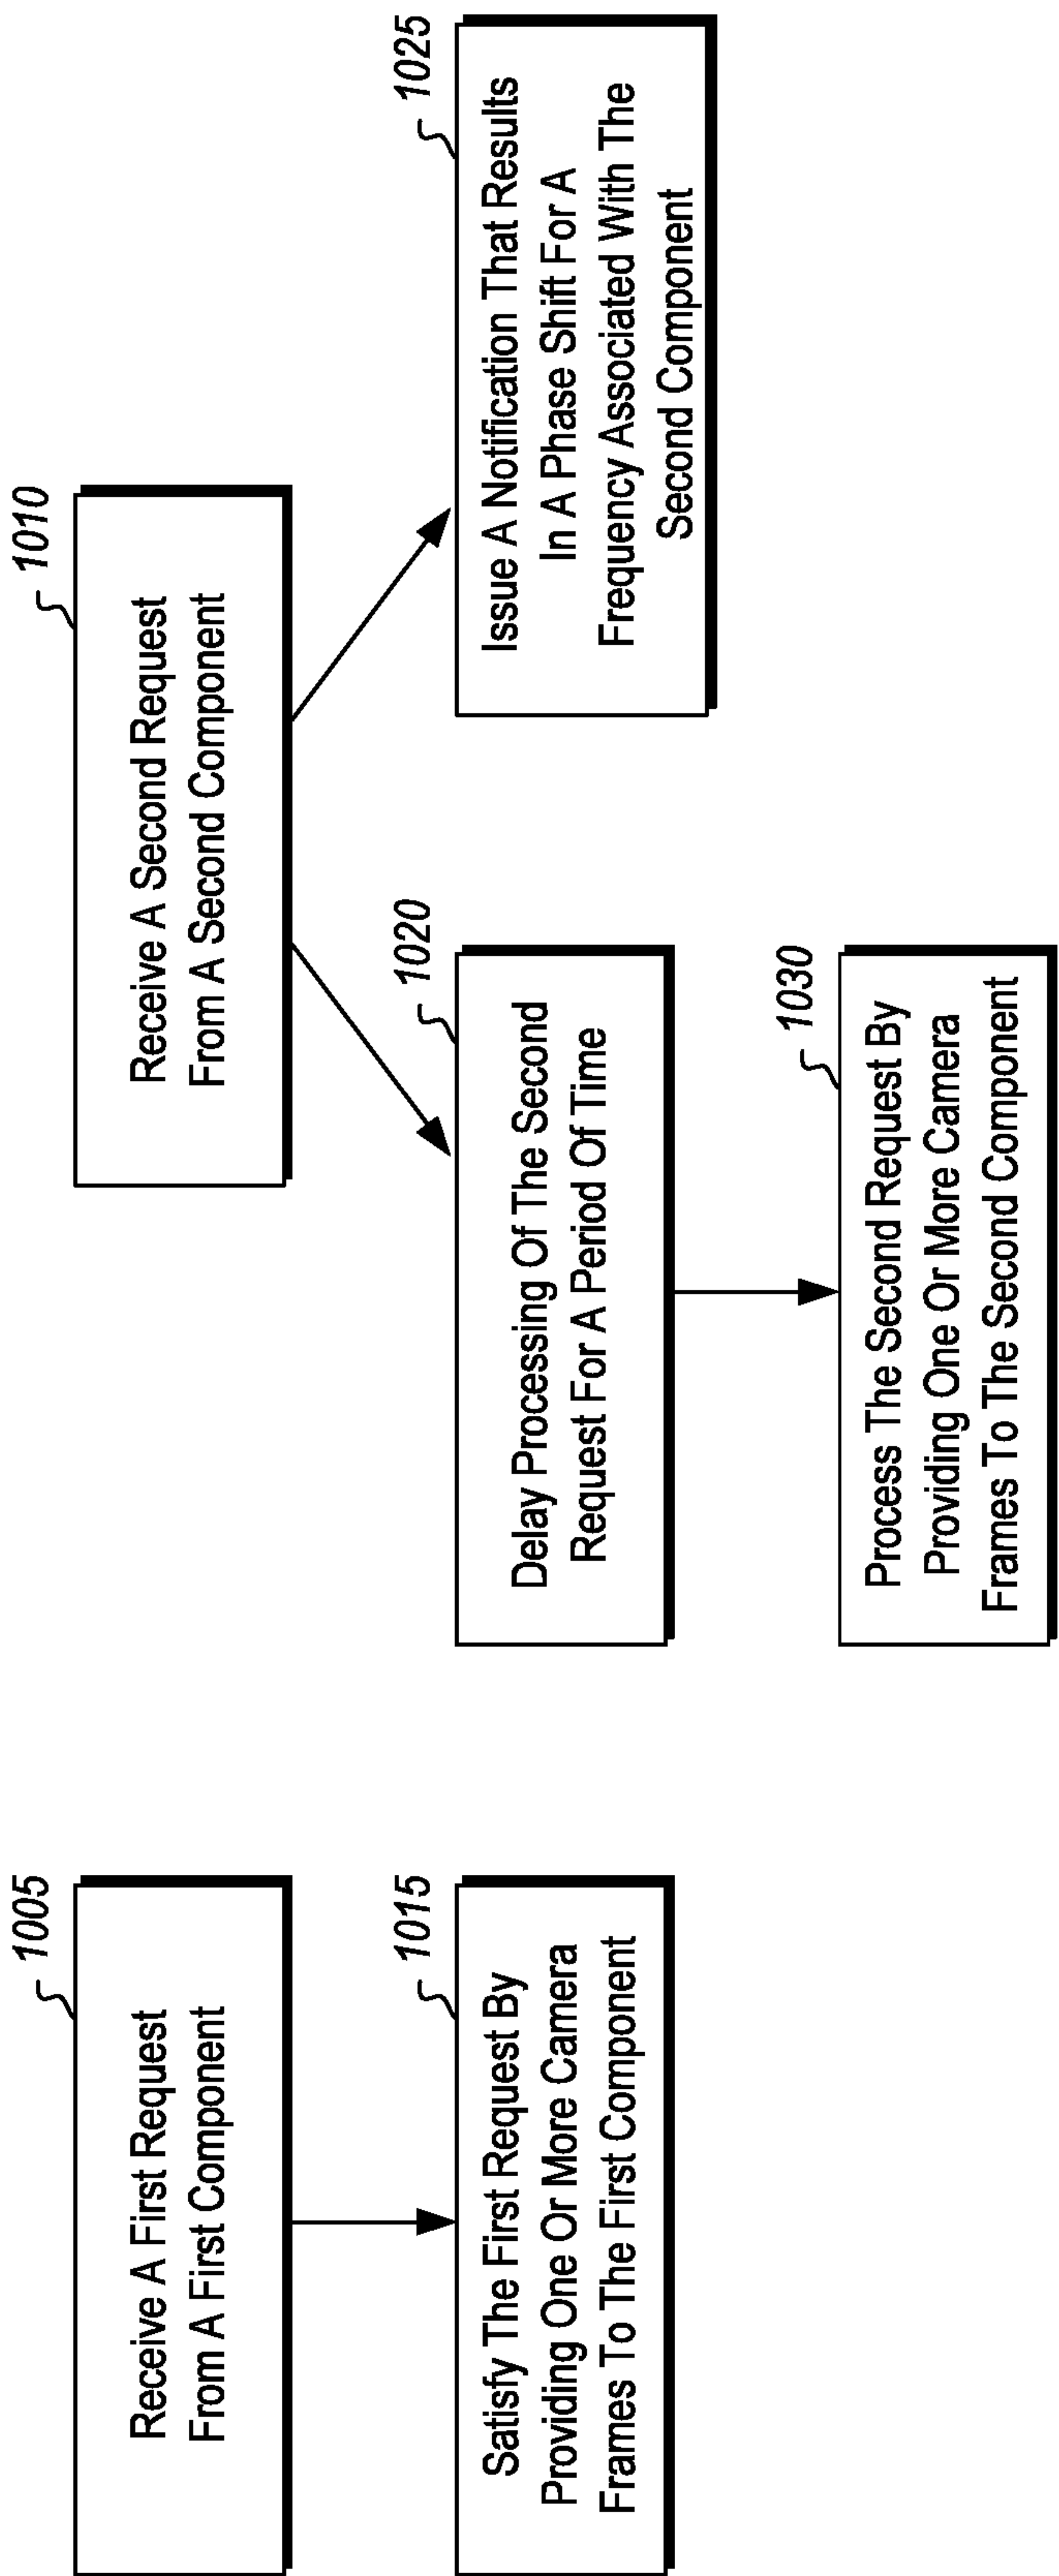 1005
Receive A First Request
From A First Component
1010
Receive A Second Request
From A Second Component
1015
Satisfy The First Request By
Providing One Or More Camera
Frames To The First Component
1020
Delay Processing Of The Second
Request For A Period Of Time
1025
Issue A Notification That Results
In A Phase Shift For A
Frequency Associated With The
Second Component
1030
Process The Second Request By
Providing One Or More Camera
Frames To The Second Component